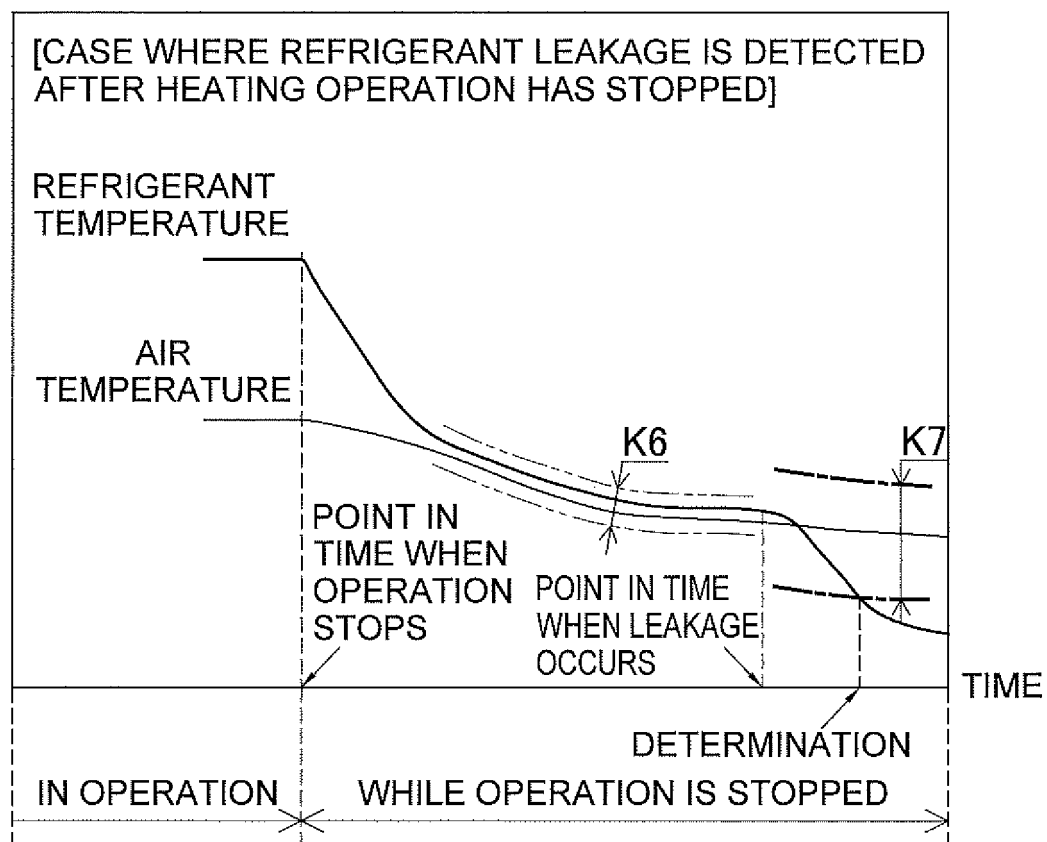 [CASE WHERE REFRIGERANT LEAKAGE IS DETECTED
AFTER HEATING OPERATION HAS STOPPED]
REFRIGERANT
TEMPERATURE
AIR
TEMPERATURE
K6
K7
POINT IN
TIME WHEN
OPERATION
STOPS
POINT IN TIME
WHEN LEAKAGE
OCCURS
TIME
DETERMINATION
IN OPERATION
WHILE OPERATION IS STOPPED